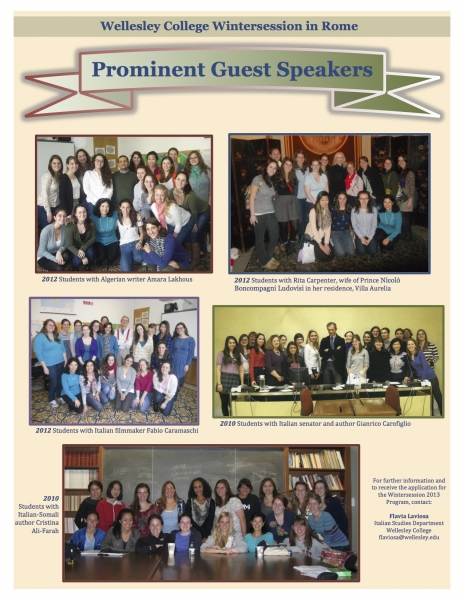 Wellesley College Wintersession in Rome
Prominent Guest Speakers
2012 Students with Algerian writer Amara Lakhous
2012 Students with Rita Carpenter, wife of Prince Nicolò
Boncompagni Ludovisi in her residence, Villa Aurelia
2012 Students with Italian filmmaker Fabio Caramaschi
2010 Students with Italian senator and author Gianrico Carofiglio
2010
Students with
Italian-Somali
author Cristina
Ali-Farah
For further information and
to receive the application for
the Wintersession 2013
Program, contact:
Flavia Laviosa
Italian Studies Department
Wellesley College
flaviosa@wellesley.edu